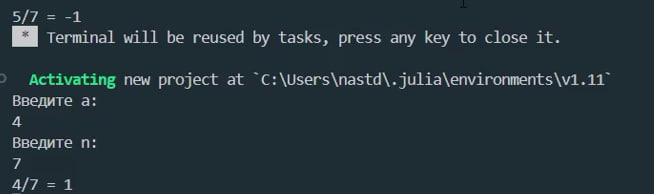 5/7 = -1
* Terminal will be reused by tasks, press any key to close it.
Activating new project at `C:\Users\nastd\.julia\environments\v1.11`
Введите a:
4
Введите n:
7
4/7 = 1